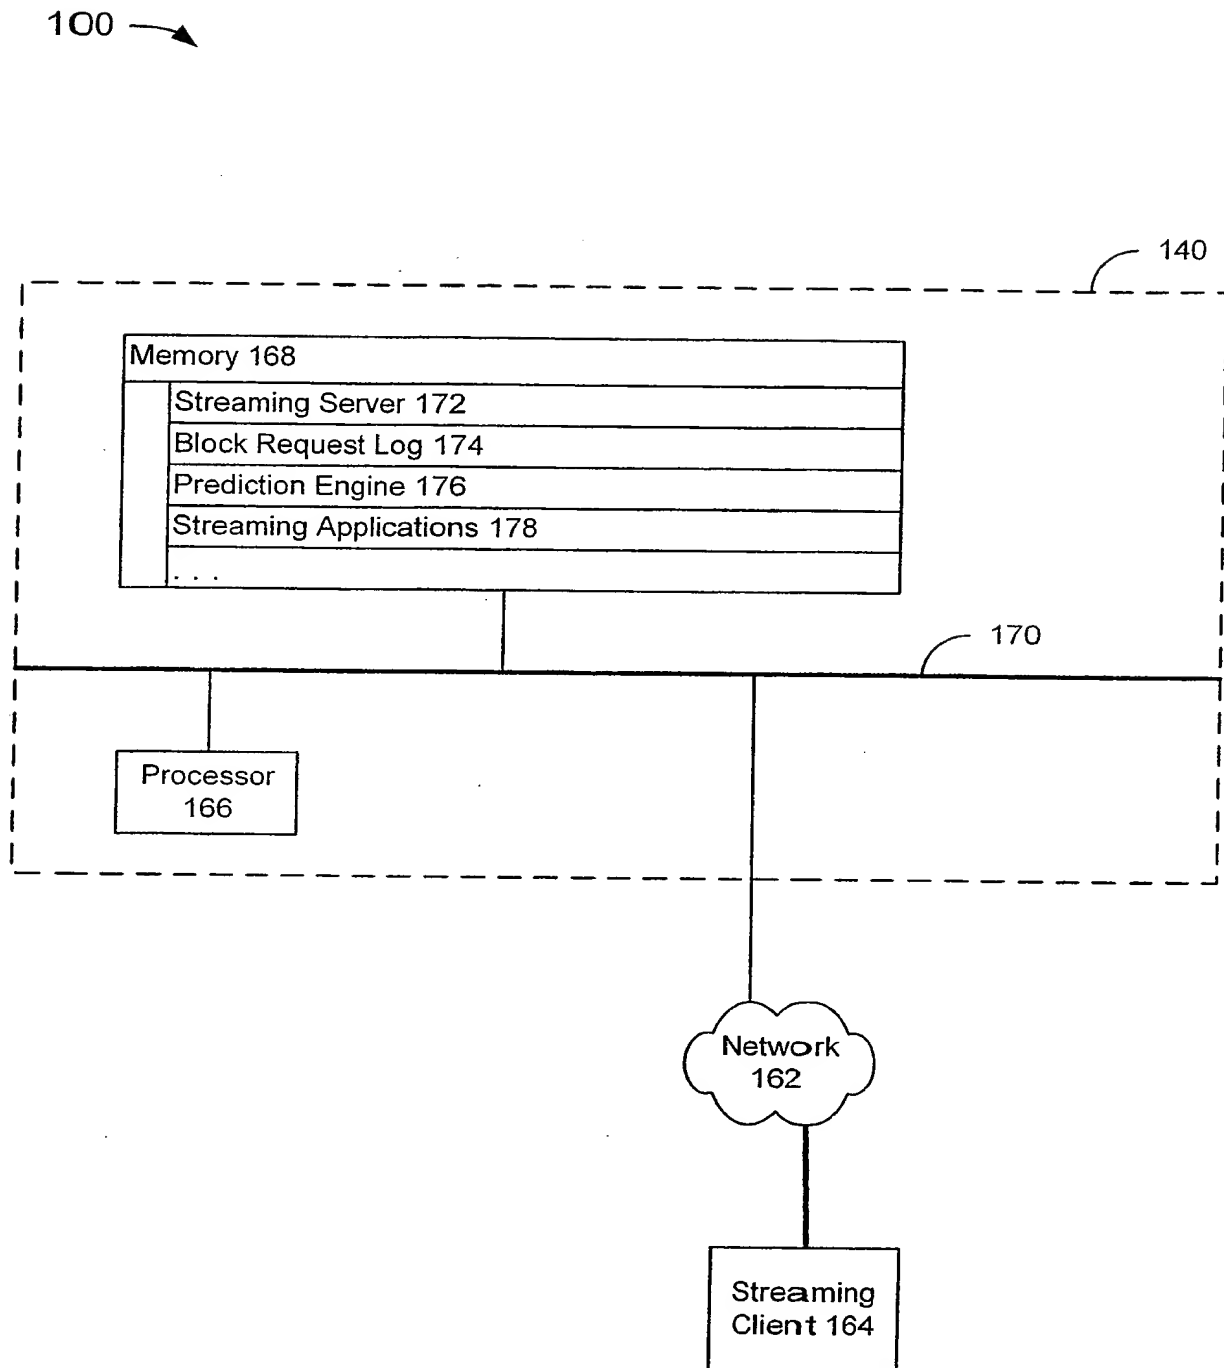 100
140
Memory 168
Streaming Server 172
Block Request Log 174
Prediction Engine 176
Streaming Applications 178
. . .
170
Processor
166
Network
162
Streaming
Client 164